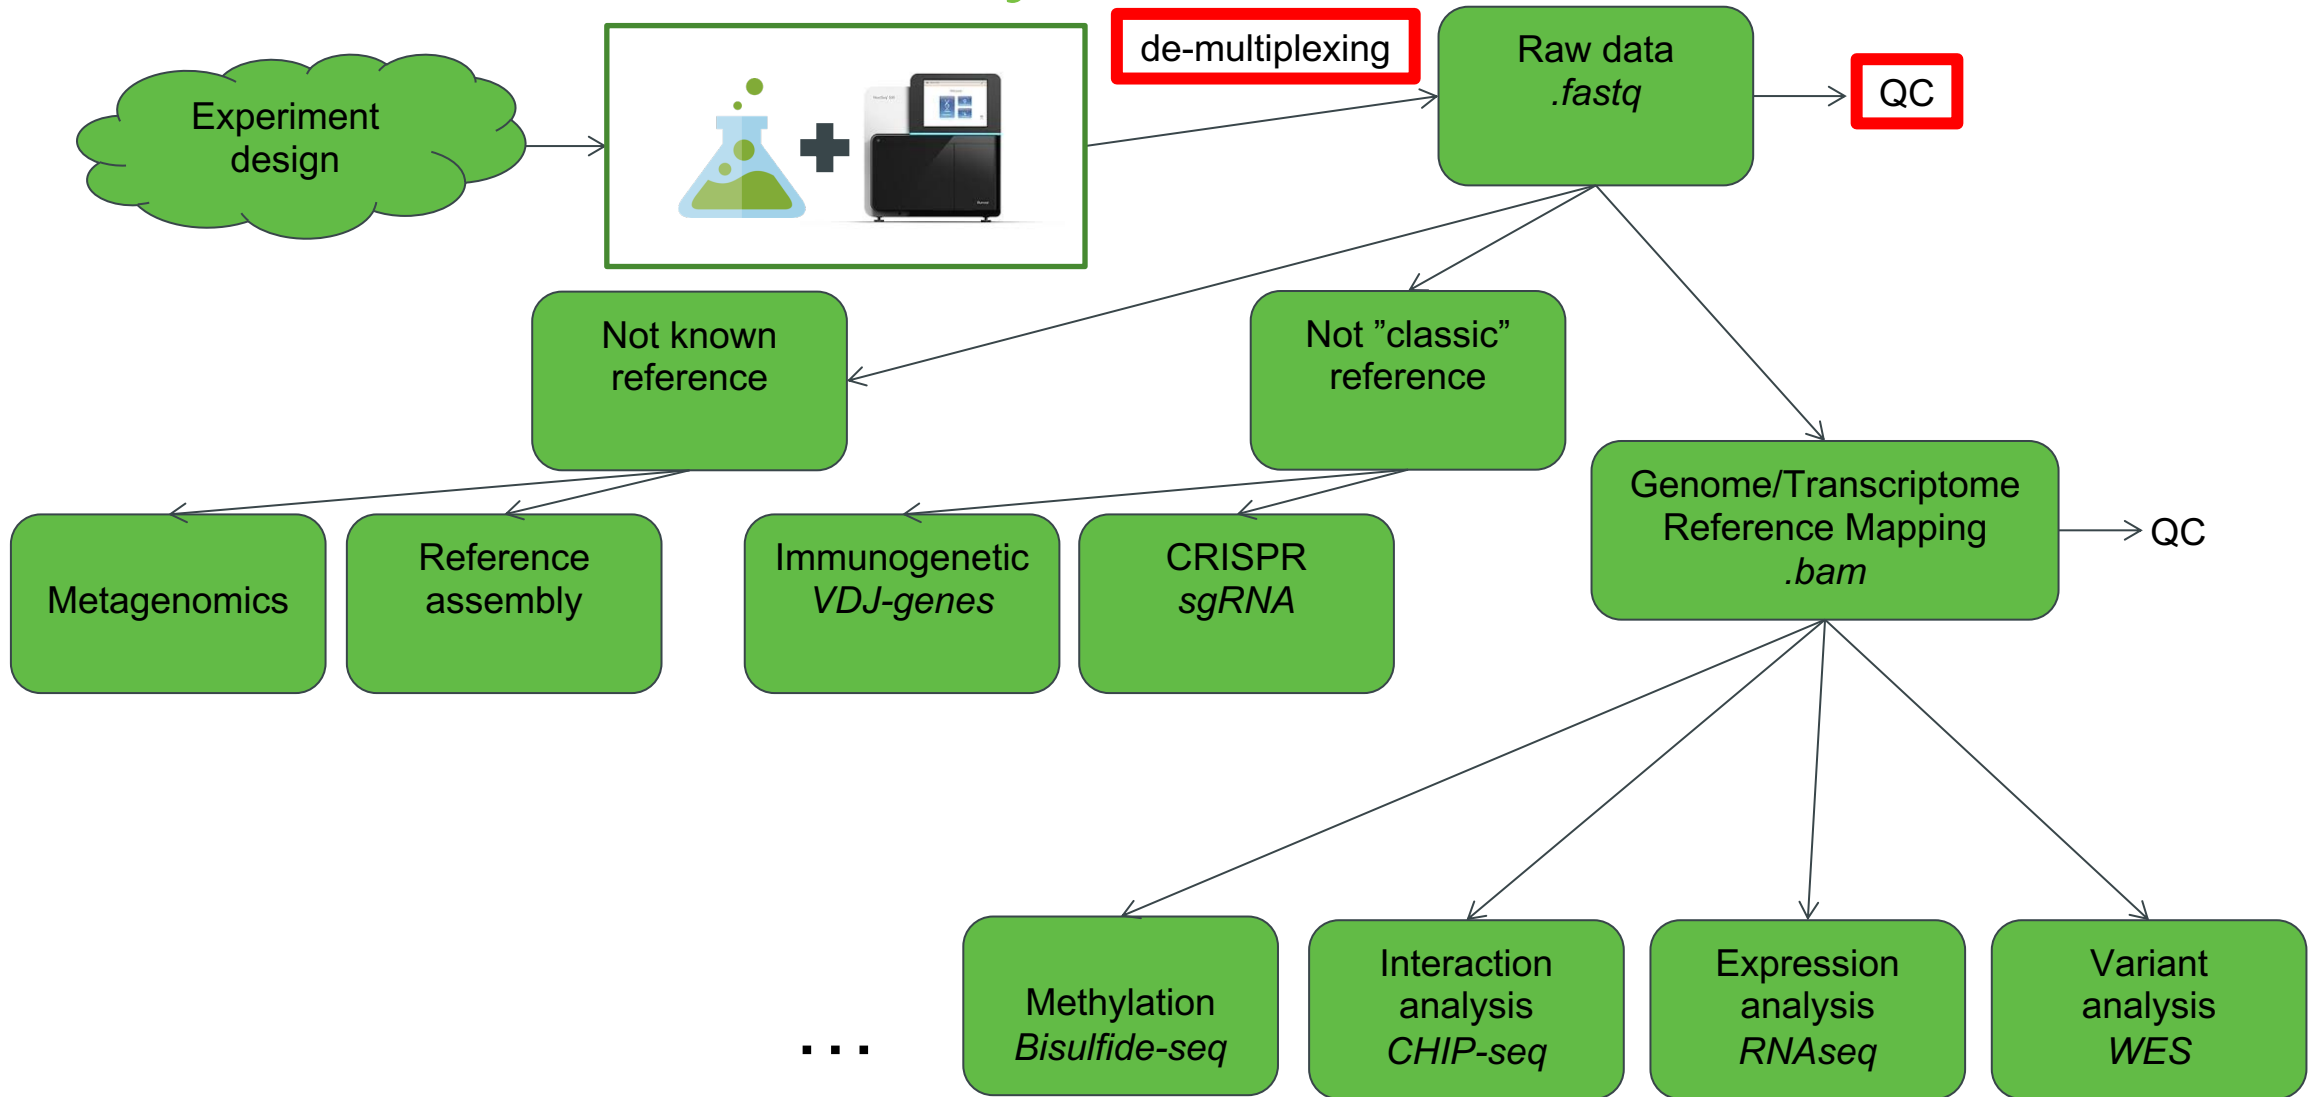 de-multiplexing
Raw data
.fastq
QC
Experiment
design
Not known
reference
Not ”classic”
reference
Genome/Transcriptome
Reference Mapping
.bam
QC
Metagenomics
Reference
assembly
Immunogenetic
VDJ-genes
CRISPR
sgRNA
Methylation
Bisulfide-seq
Interaction
analysis
CHIP-seq
Expression
analysis
RNAseq
Variant
analysis
WES
...